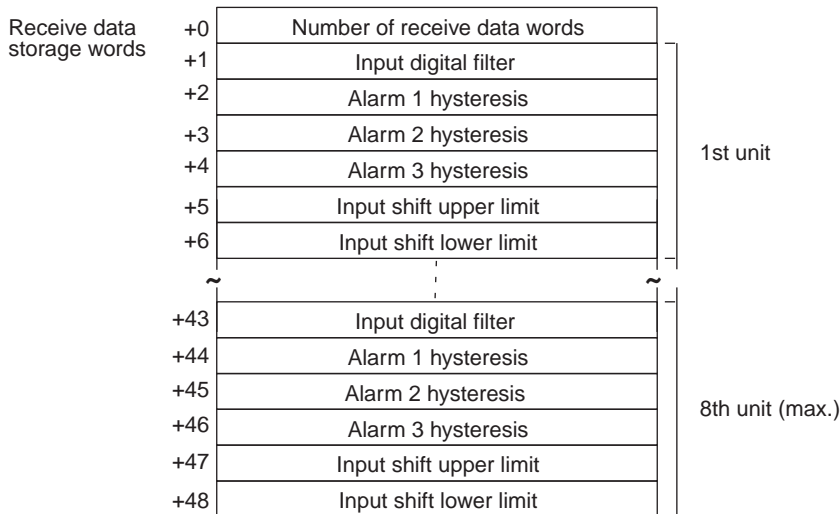 Receive data
storage words
+0 Number of receive data words
+1 Input digital filter
+2 Alarm 1 hysteresis
+3 Alarm 2 hysteresis
+4 Alarm 3 hysteresis
+5 Input shift upper limit
+6 Input shift lower limit
1st unit
~ ~
+43 Input digital filter
+44 Alarm 1 hysteresis
+45 Alarm 2 hysteresis
+46 Alarm 3 hysteresis
+47 Input shift upper limit
+48 Input shift lower limit
8th unit (max.)